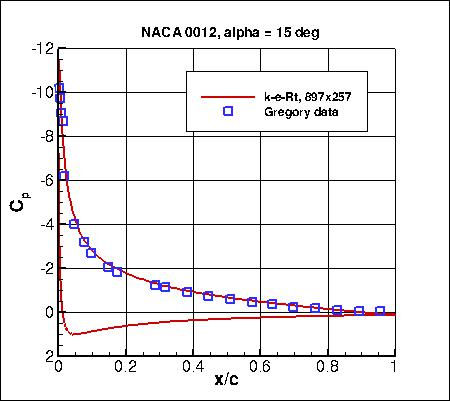 NACA 0012, alpha = 15 deg
-12
-10
-8
-6
-4
-2
0
2
Cp
k-e-Rt, 897x257
Gregory data
0 0.2 0.4 0.6 0.8 1
x/c